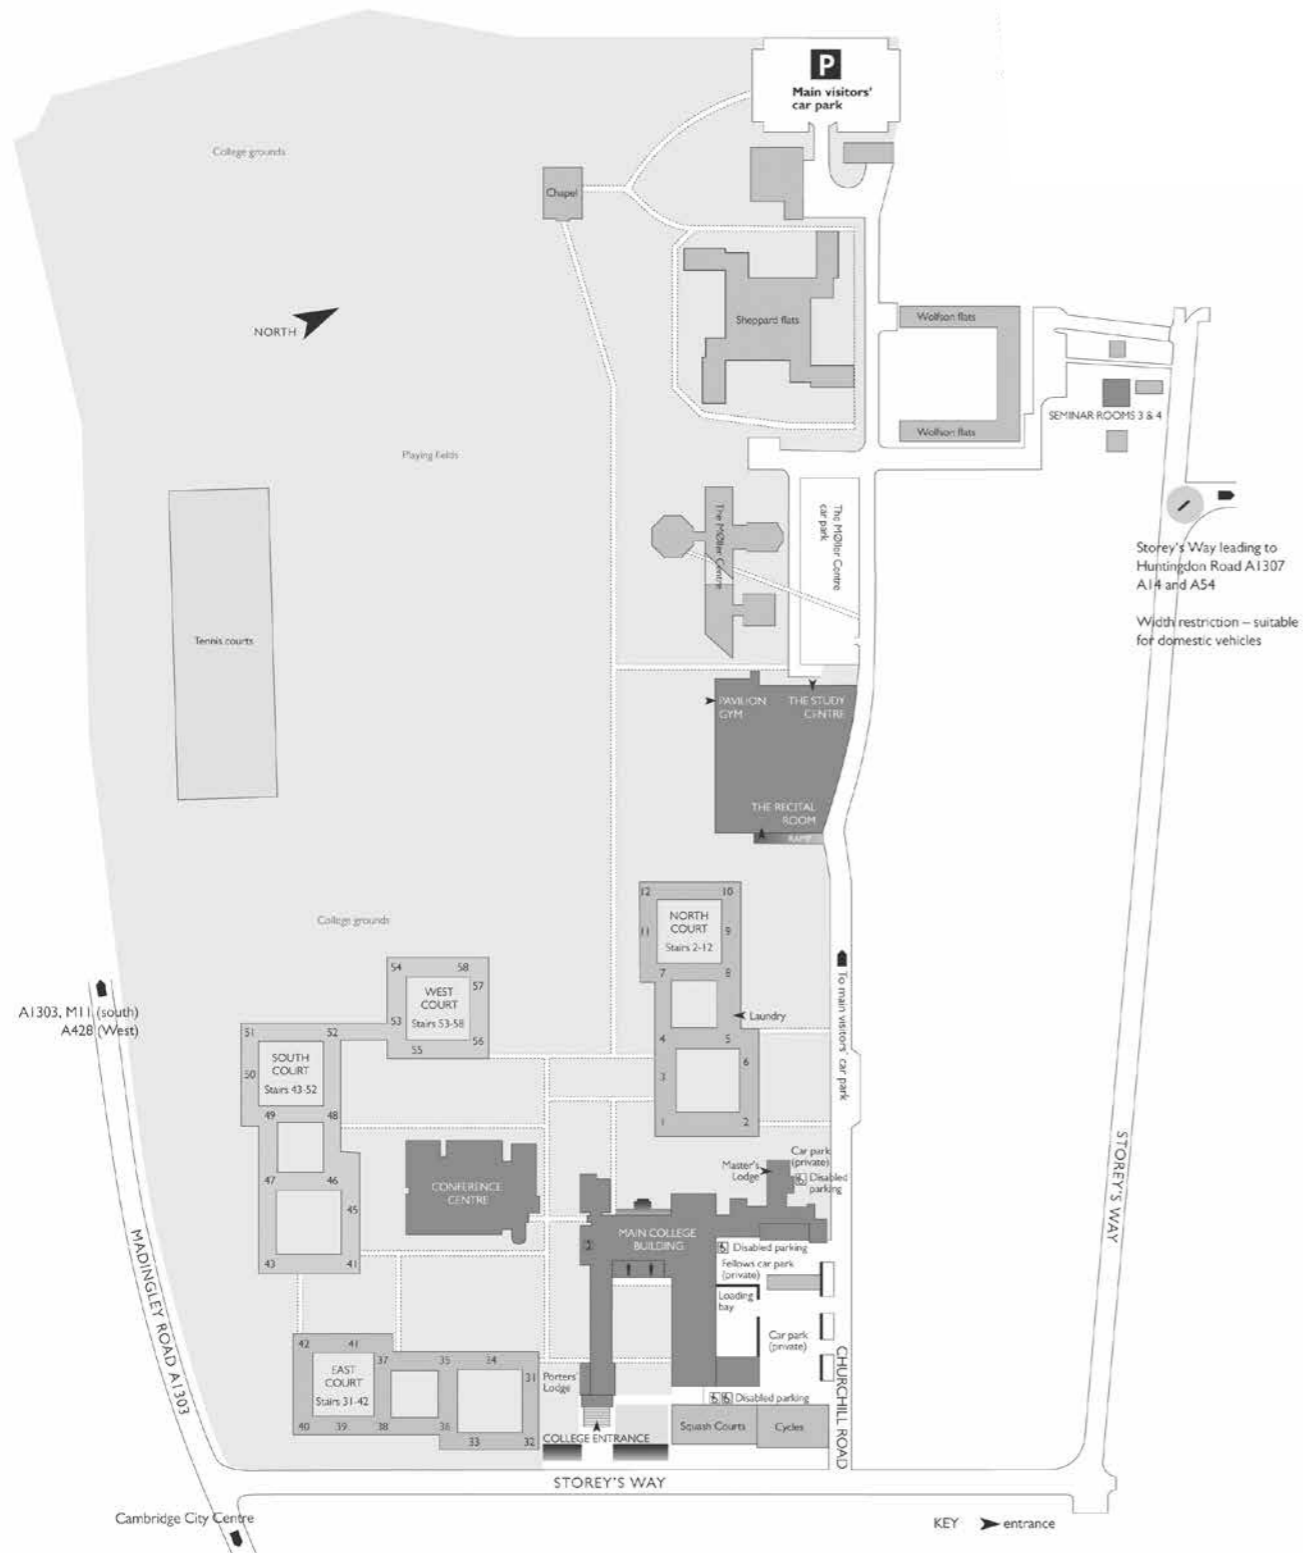 P
Main visitors'
car park
College grounds
Chapel
NORTH
Sheppard flats
Wolfson flats
SEMINAR ROOMS 3 & 4
Wolfson flats
Playing fields
The Møller Centre
The Møller Centre
car park
Storey's Way leading to
Huntingdon Road A1307
A14 and A54
Width restriction – suitable
for domestic vehicles
Tennis courts
PAVILION
GYM
THE STUDY
CENTRE
THE RECITAL
ROOM
RAMP
12
10
NORTH
COURT
Stairs 2-12
11
9
7
8
Laundry
4
5
6
3
1
2
College grounds
54
58
57
WEST
COURT
Stairs 53-58
53
56
55
A1303, M11 (south)
A428 (West)
51
52
SOUTH
COURT
Stairs 43-52
50
49
48
47
46
45
43
41
To main visitors' car park
CONFERENCE
CENTRE
Master's
Lodge
Car park
(private)
Disabled
parking
MAIN COLLEGE
BUILDING
2
Disabled parking
Fellows car park
(private)
Loading
bay
Car park
(private)
STOREY'S WAY
MADINGLEY ROAD A1303
42
41
37
35
34
31
EAST
COURT
Stairs 31-42
40
39
38
36
33
32
Porters'
Lodge
Disabled parking
Squash Courts
Cycles
CHURCHILL ROAD
COLLEGE ENTRANCE
STOREY'S WAY
Cambridge City Centre
KEY
entrance